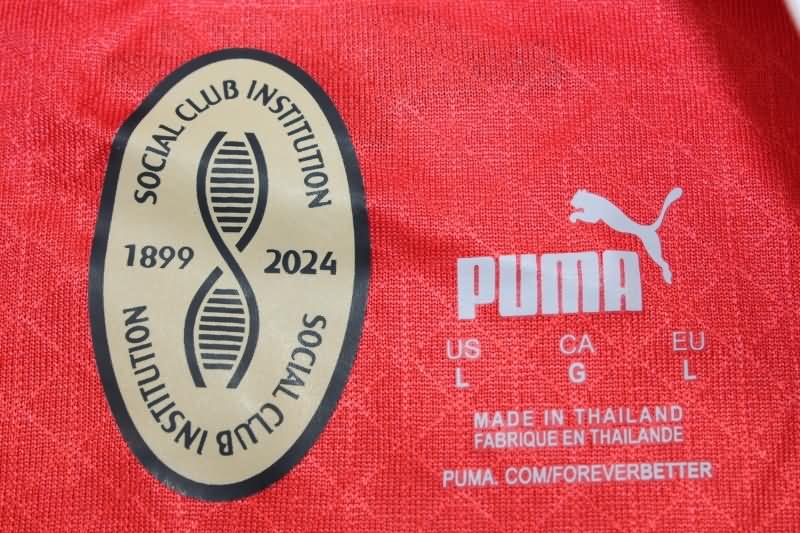 SOCIAL CLUB INSTITUTION
1899 2024
SOCIAL CLUB INSTITUTION
PUMA
US CA EU
L G L
MADE IN THAILAND
FABRIQUE EN THAILANDE
PUMA. COM/FOREVERBETTER